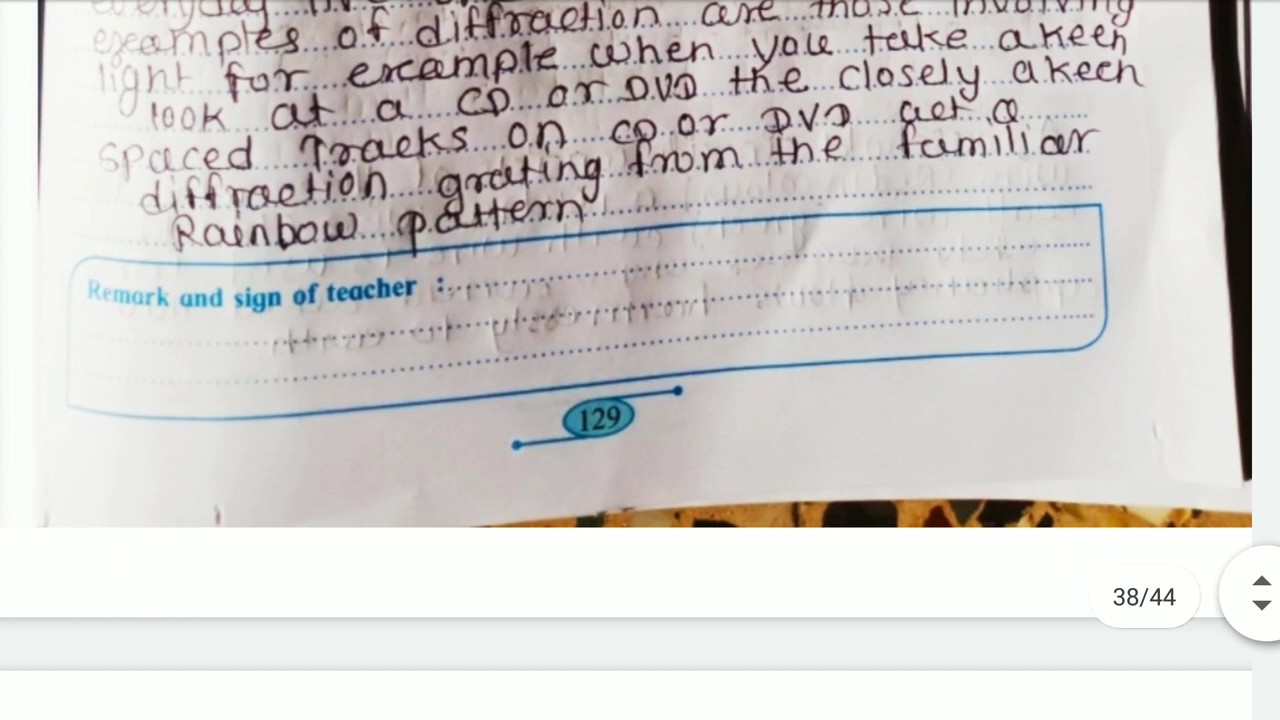 everyday
examples of diffraction are those involving
light for example when you take a keen
look at a CD or DVD the closely a keen
spaced Tracks on CD or DVD act a
diffraction grating from the familiar
Rainbow pattern
Remark and sign of teacher :
129
38/44